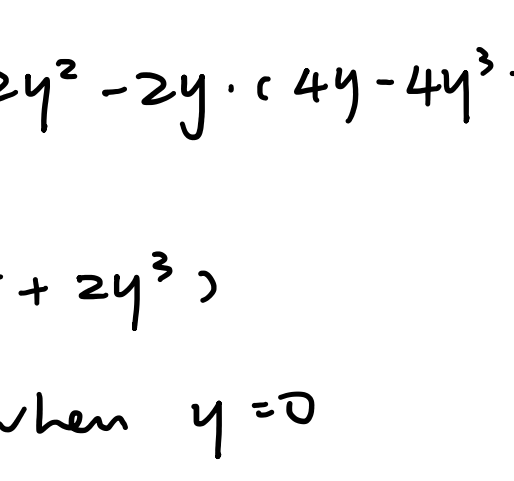 2y² - 2y · ( 4y - 4y³
+ 2y³ )
when y = 0